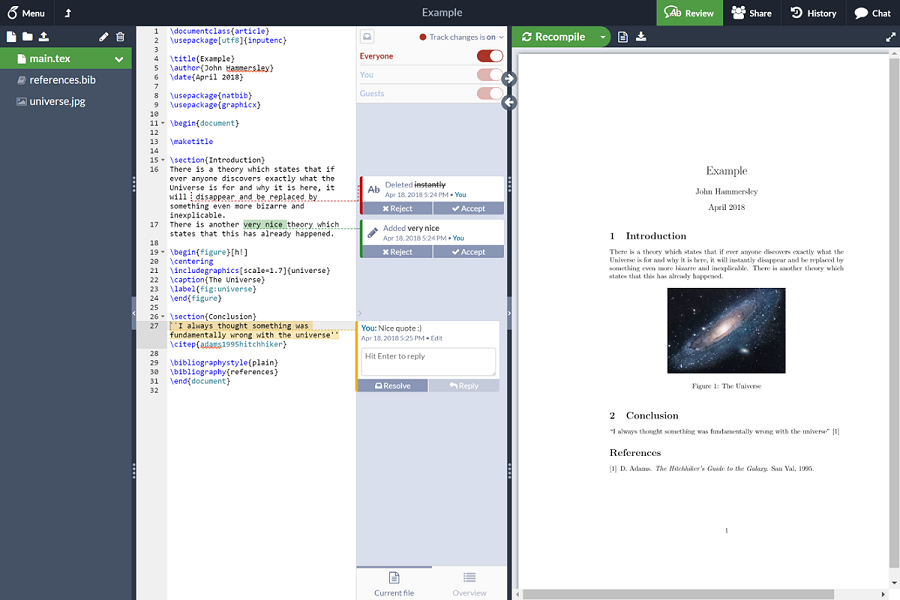 Menu
Example
Review
Share
History
Chat
main.tex
references.bib
universe.jpg
1 \documentclass{article}
2 \usepackage[utf8]{inputenc}
3
4 \title{Example}
5 \author{John Hammersley}
6 \date{April 2018}
7
8 \usepackage{natbib}
9 \usepackage{graphicx}
10
11 \begin{document}
12
13 \maketitle
14
15 \section{Introduction}
16 There is a theory which states that if
ever anyone discovers exactly what the
Universe is for and why it is here, it
will disappear and be replaced by
something even more bizarre and
inexplicable.
17 There is another very nice theory which
states that this has already happened.
18
19 \begin{figure}[h!]
20 \centering
21 \includegraphics[scale=1.7]{universe}
22 \caption{The Universe}
23 \label{fig:universe}
24 \end{figure}
25
26 \section{Conclusion}
27 ``I always thought something was
fundamentally wrong with the universe''
\citep{adams1995hitchhiker}
28
29 \bibliographystyle{plain}
30 \bibliography{references}
31 \end{document}
32
Track changes is on
Everyone
You
Guests
Ab Deleted instantly
Apr 18, 2018 5:24 PM • You
Reject Accept
Added very nice
Apr 18, 2018 5:24 PM • You
Reject Accept
You: Nice quote :)
Apr 18, 2018 5:25 PM • Edit
Hit Enter to reply
Resolve Reply
Current file
Overview
Recompile
Example
John Hammersley
April 2018
1 Introduction
There is a theory which states that if ever anyone discovers exactly what the
Universe is for and why it is here, it will instantly disappear and be replaced by
something even more bizarre and inexplicable. There is another theory which
states that this has already happened.
Figure 1: The Universe
2 Conclusion
“I always thought something was fundamentally wrong with the universe” [1]
References
[1] D. Adams. The Hitchhiker's Guide to the Galaxy. San Val, 1995.
1